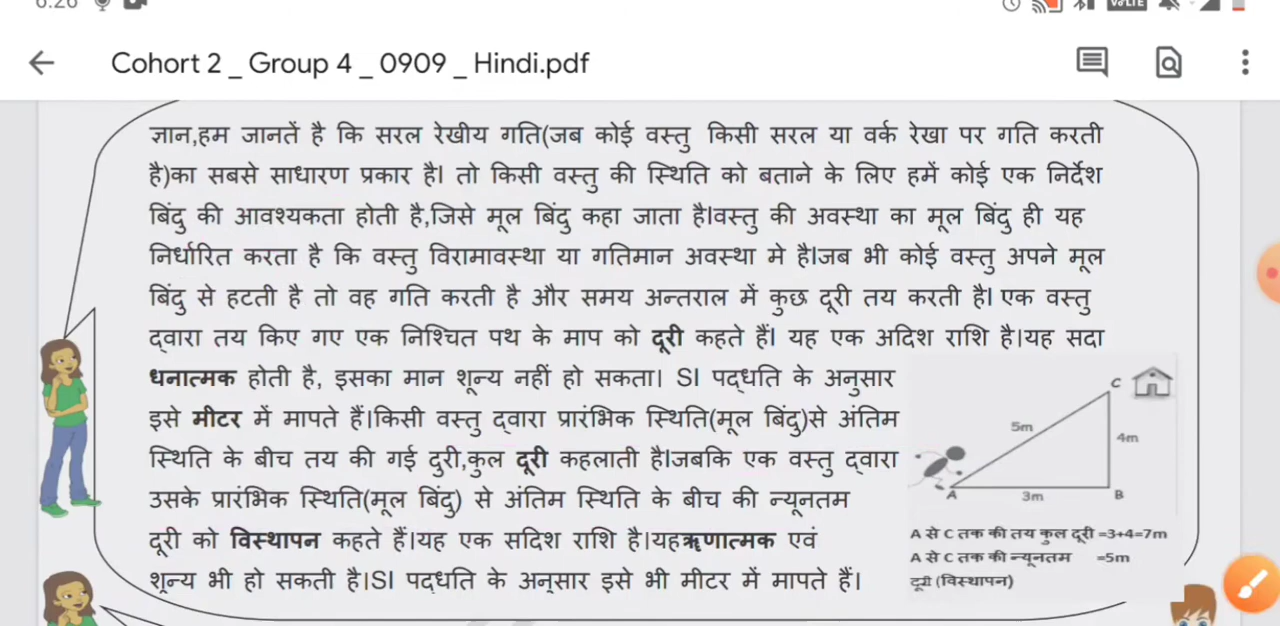 6:26
VoLTE
Cohort 2 _ Group 4 _ 0909 _ Hindi.pdf
ज्ञान,हम जानतें है कि सरल रेखीय गति(जब कोई वस्तु किसी सरल या वर्क रेखा पर गति करती
है)का सबसे साधारण प्रकार है। तो किसी वस्तु की स्थिति को बताने के लिए हमें कोई एक निर्देश
बिंदु की आवश्यकता होती है,जिसे मूल बिंदु कहा जाता है।वस्तु की अवस्था का मूल बिंदु ही यह
निर्धारित करता है कि वस्तु विरामावस्था या गतिमान अवस्था मे है।जब भी कोई वस्तु अपने मूल
बिंदु से हटती है तो वह गति करती है और समय अन्तराल में कुछ दूरी तय करती है। एक वस्तु
द्वारा तय किए गए एक निश्चित पथ के माप को दूरी कहते हैं। यह एक अदिश राशि है।यह सदा
धनात्मक होती है, इसका मान शून्य नहीं हो सकता। SI पद्धति के अनुसार
इसे मीटर में मापते हैं।किसी वस्तु द्वारा प्रारंभिक स्थिति(मूल बिंदु)से अंतिम
स्थिति के बीच तय की गई दुरी,कुल दूरी कहलाती है।जबकि एक वस्तु द्वारा
उसके प्रारंभिक स्थिति(मूल बिंदु) से अंतिम स्थिति के बीच की न्यूनतम
दूरी को विस्थापन कहते हैं।यह एक सदिश राशि है।यहऋणात्मक एवं
शून्य भी हो सकती है।SI पद्धति के अनुसार इसे भी मीटर में मापते हैं।
C
5m
4m
A
3m
B
A से C तक की तय कुल दूरी =3+4=7m
A से C तक की न्यूनतम =5m
दूरी (विस्थापन)